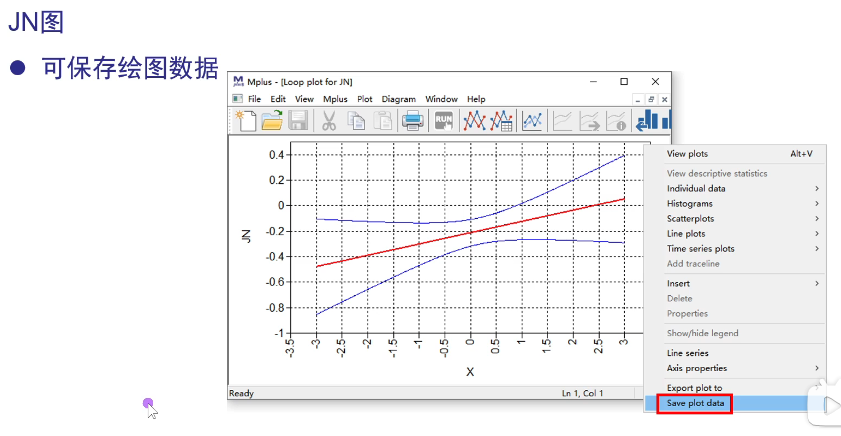 JN图
● 可保存绘图数据
Mplus - [Loop plot for JN]
File Edit View Mplus Plot Diagram Window Help
RUN
0.4
0.2
0
-0.2
-0.4
-0.6
-0.8
-1
JN
-3.5 -3 -2.5 -2 -1.5 -1 -0.5 0 0.5 1 1.5 2 2.5 3
X
Ready Ln 1, Col 1
View plots Alt+V
View descriptive statistics
Individual data
Histograms
Scatterplots
Line plots
Time series plots
Add traceline
Insert
Delete
Properties
Show/hide legend
Line series
Axis properties
Export plot to
Save plot data